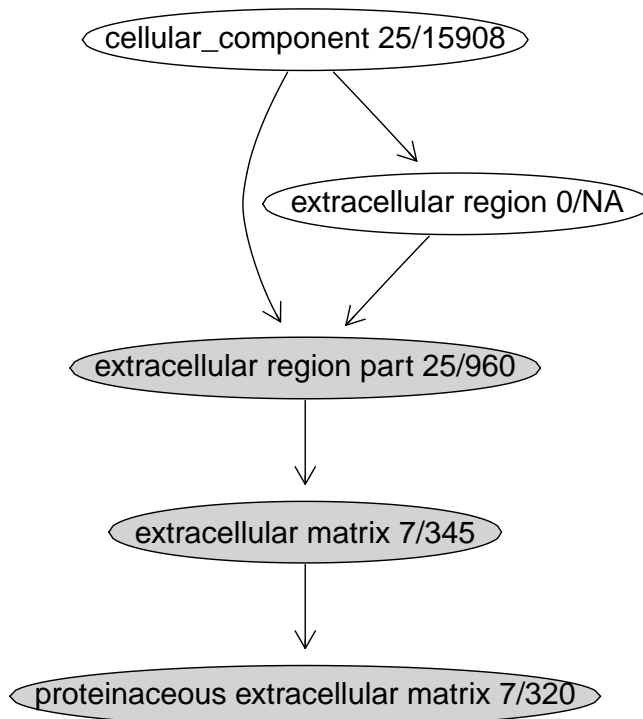 cellular_component 25/15908
extracellular region 0/NA
extracellular region part 25/960
extracellular matrix 7/345
proteinaceous extracellular matrix 7/320